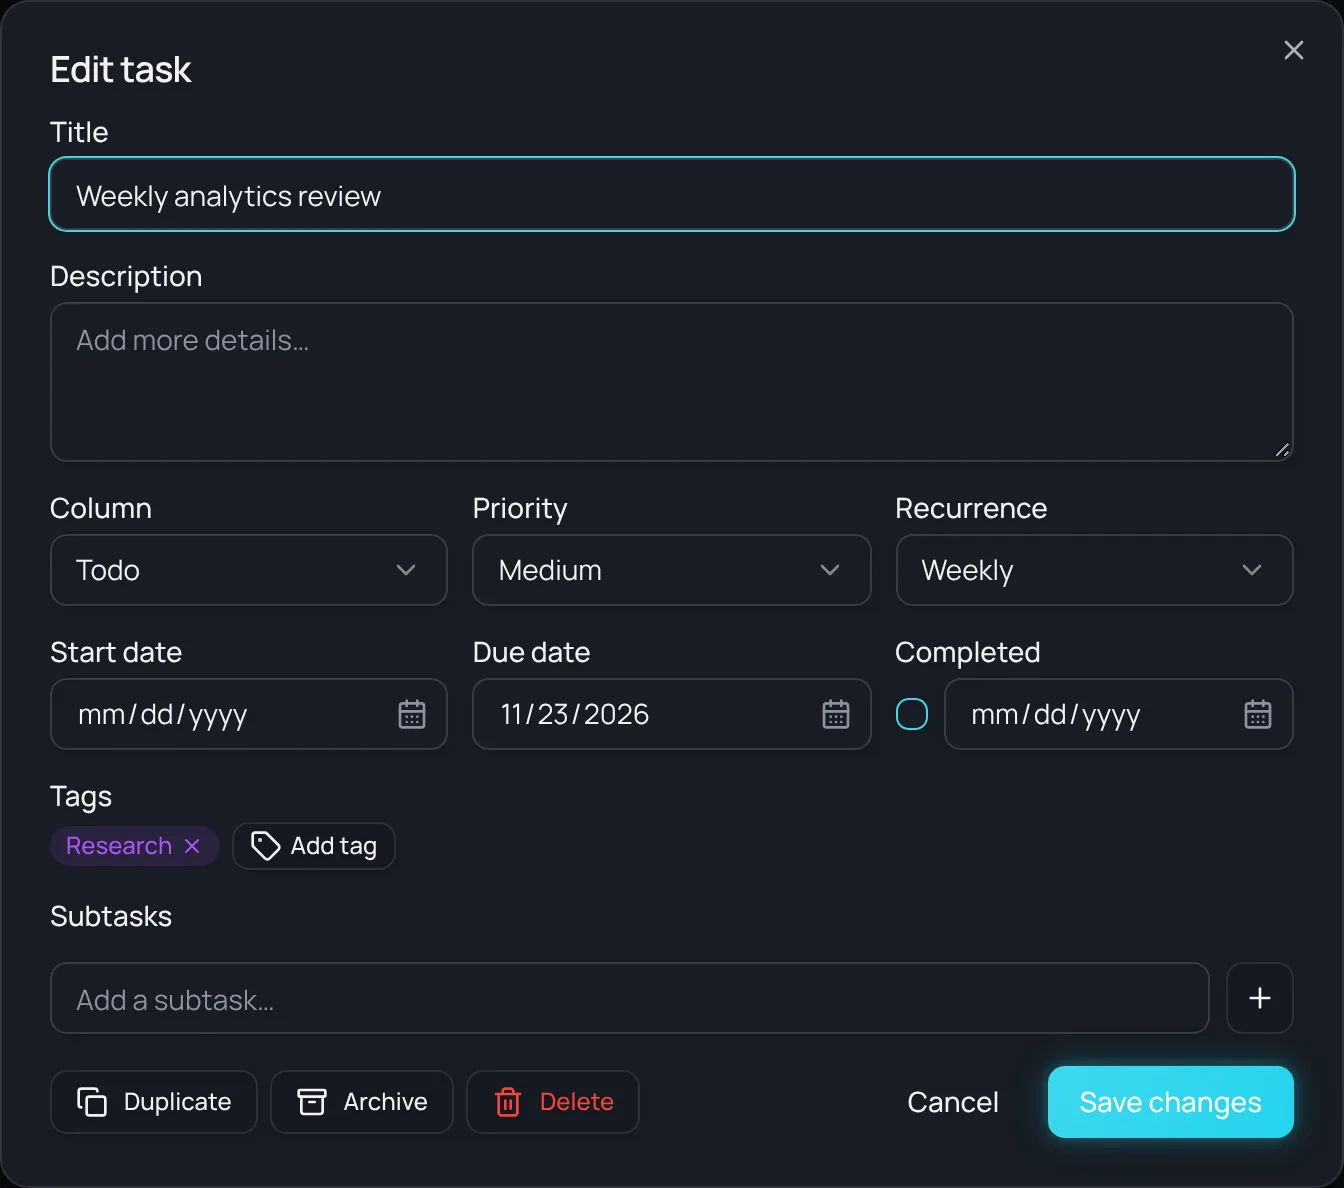 Edit task
Title
Weekly analytics review
Description
Add more details...
Column Priority Recurrence
Todo Medium Weekly
Start date Due date Completed
mm/dd/yyyy 11/23/2026 mm/dd/yyyy
Tags
Research Add tag
Subtasks
Add a subtask...
Duplicate Archive Delete Cancel Save changes